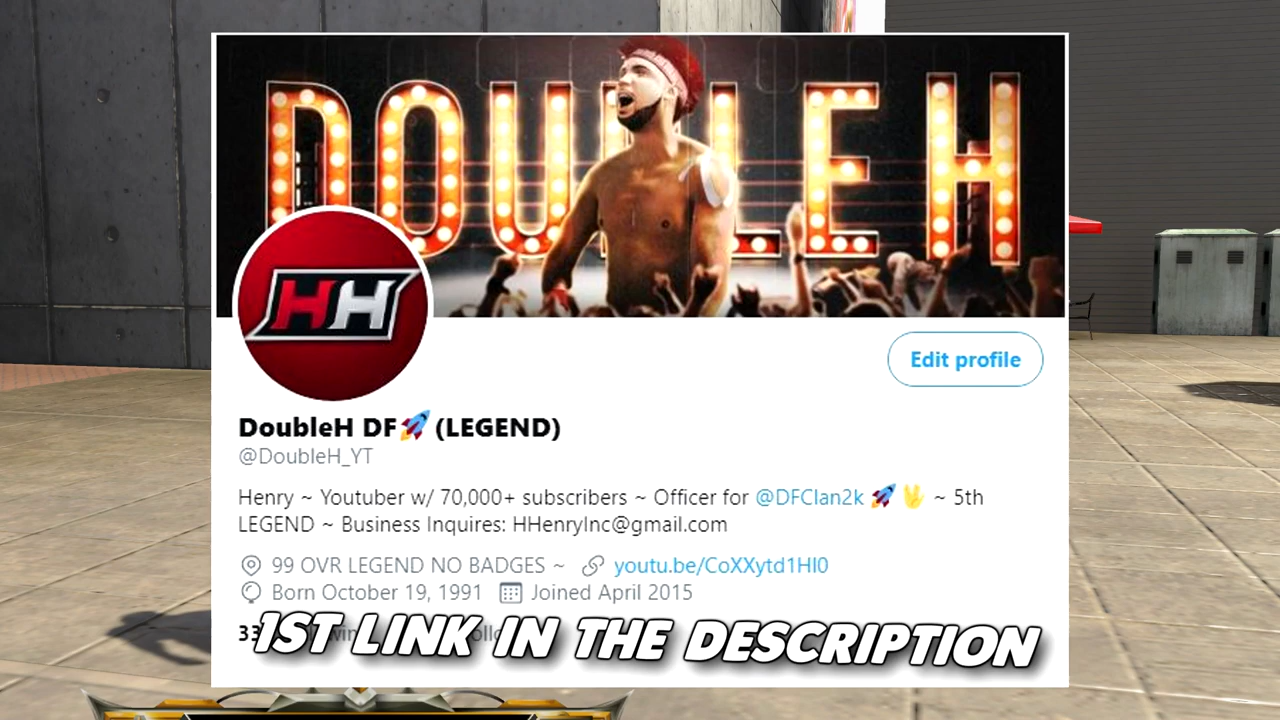 DOUBLE H
HH
Edit profile
DoubleH DF🚀 (LEGEND)
@DoubleH_YT
Henry ~ Youtuber w/ 70,000+ subscribers ~ Officer for @DFClan2k 🚀 🤘 ~ 5th
LEGEND ~ Business Inquires: HHenryInc@gmail.com
99 OVR LEGEND NO BADGES ~ youtu.be/CoXXytd1HI0
Born October 19, 1991 Joined April 2015
1ST LINK IN THE DESCRIPTION